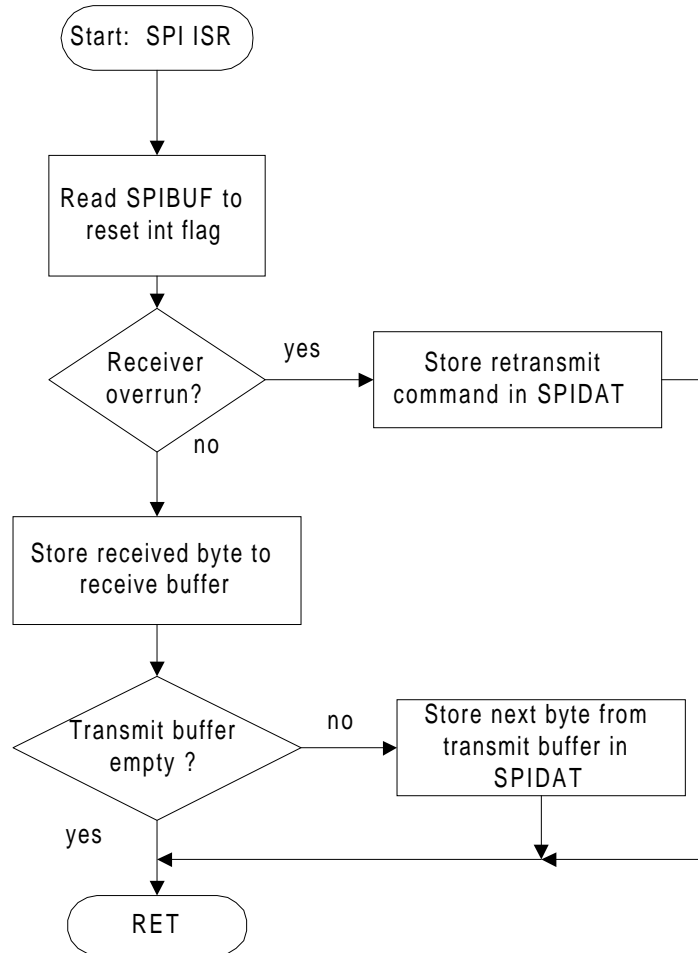 Start: SPI ISR
Read SPIBUF to
reset int flag
Receiver
overrun?
yes
Store retransmit
command in SPIDAT
no
Store received byte to
receive buffer
Transmit buffer
empty ?
no
Store next byte from
transmit buffer in
SPIDAT
yes
RET